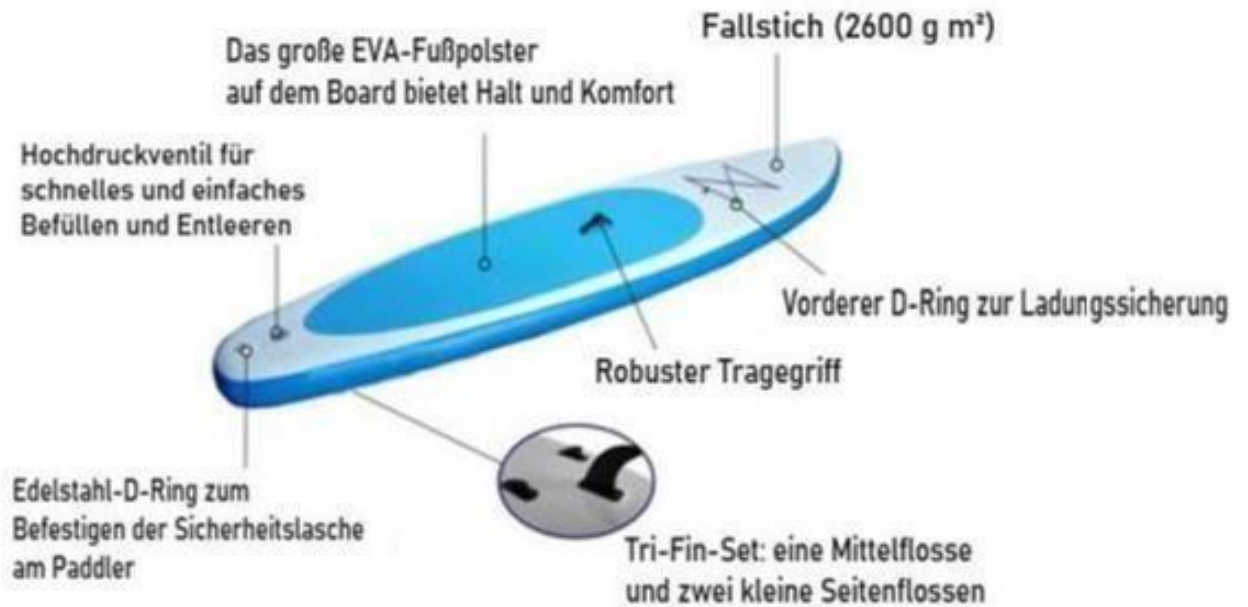 Fallstich (2600 g m²)
Das große EVA-Fußpolster
auf dem Board bietet Halt und Komfort
Hochdruckventil für
schnelles und einfaches
Befüllen und Entleeren
Vorderer D-Ring zur Ladungssicherung
Robuster Tragegriff
Edelstahl-D-Ring zum
Befestigen der Sicherheitslasche
am Paddler
Tri-Fin-Set: eine Mittelflosse
und zwei kleine Seitenflossen